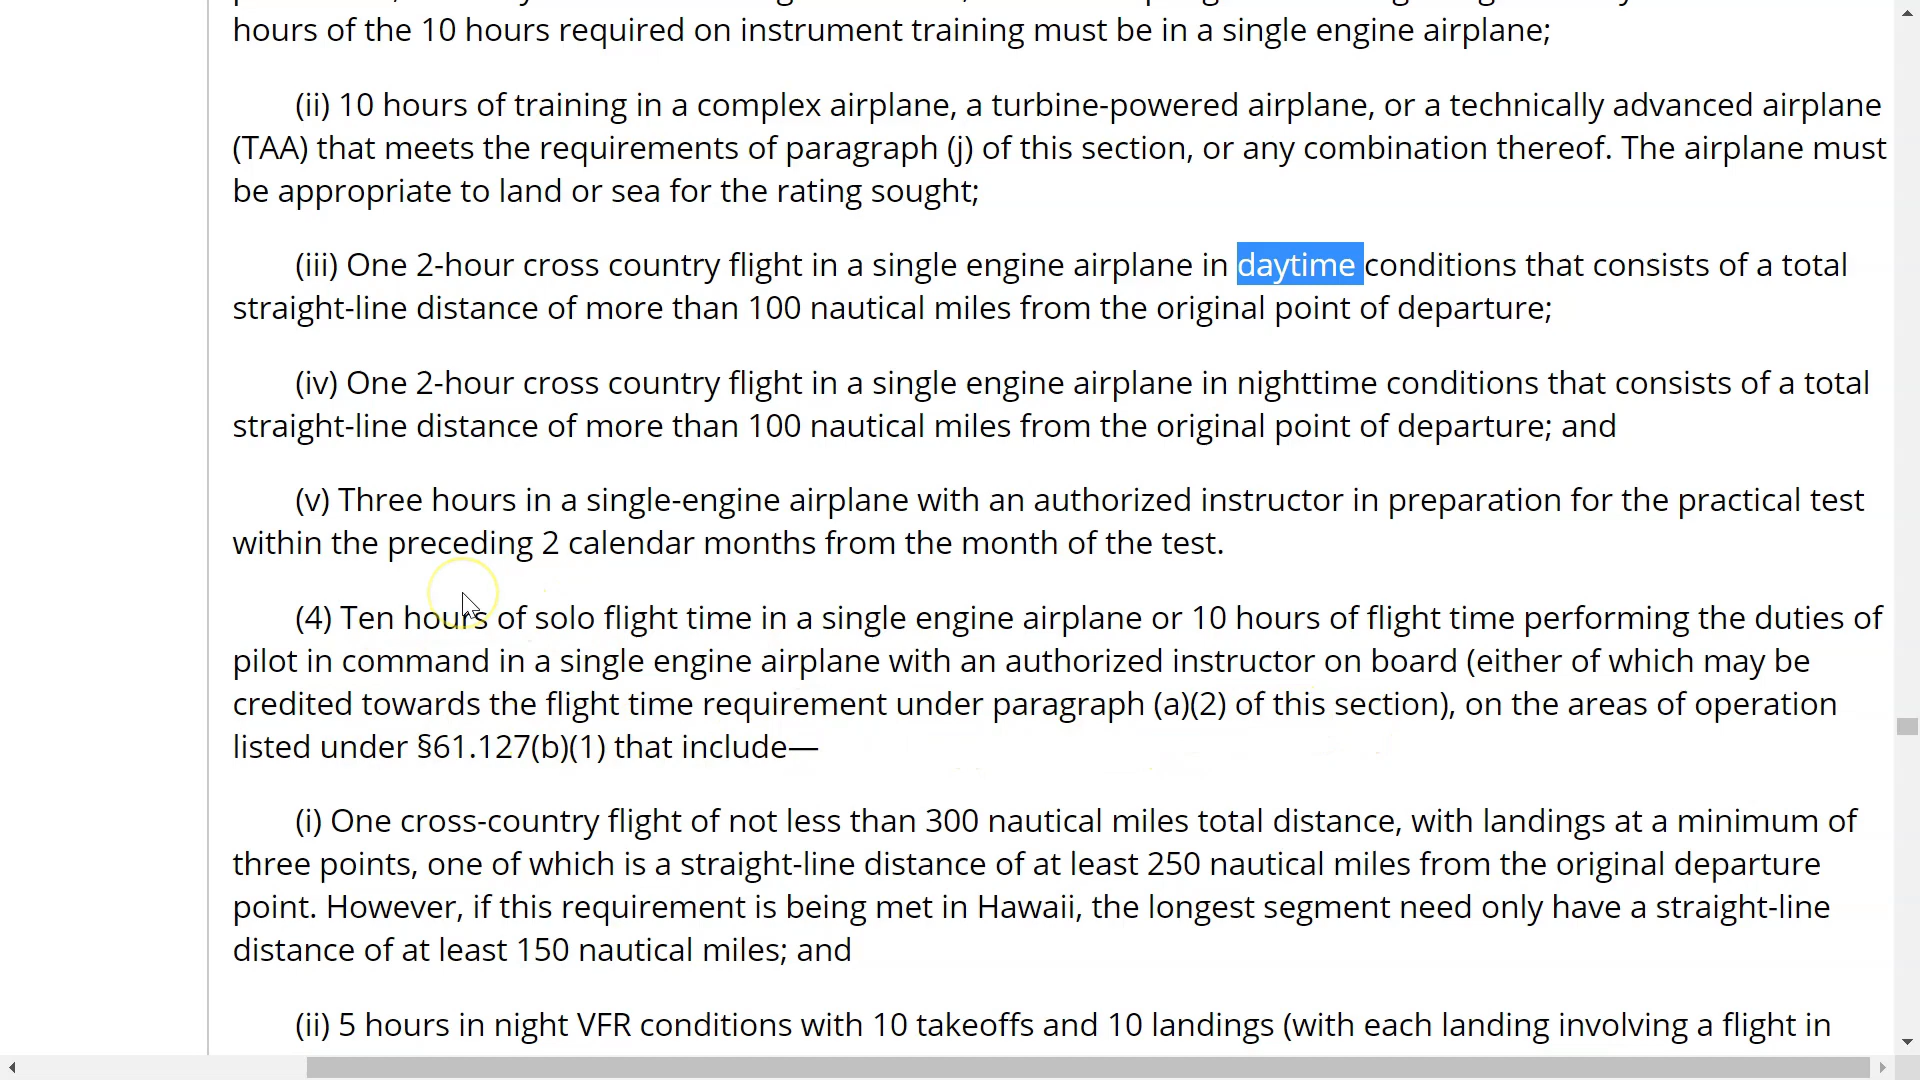 hours of the 10 hours required on instrument training must be in a single engine airplane;
(ii) 10 hours of training in a complex airplane, a turbine-powered airplane, or a technically advanced airplane
(TAA) that meets the requirements of paragraph (j) of this section, or any combination thereof. The airplane must
be appropriate to land or sea for the rating sought;
(iii) One 2-hour cross country flight in a single engine airplane in daytime conditions that consists of a total
straight-line distance of more than 100 nautical miles from the original point of departure;
(iv) One 2-hour cross country flight in a single engine airplane in nighttime conditions that consists of a total
straight-line distance of more than 100 nautical miles from the original point of departure; and
(v) Three hours in a single-engine airplane with an authorized instructor in preparation for the practical test
within the preceding 2 calendar months from the month of the test.
(4) Ten hours of solo flight time in a single engine airplane or 10 hours of flight time performing the duties of
pilot in command in a single engine airplane with an authorized instructor on board (either of which may be
credited towards the flight time requirement under paragraph (a)(2) of this section), on the areas of operation
listed under §61.127(b)(1) that include—
(i) One cross-country flight of not less than 300 nautical miles total distance, with landings at a minimum of
three points, one of which is a straight-line distance of at least 250 nautical miles from the original departure
point. However, if this requirement is being met in Hawaii, the longest segment need only have a straight-line
distance of at least 150 nautical miles; and
(ii) 5 hours in night VFR conditions with 10 takeoffs and 10 landings (with each landing involving a flight in